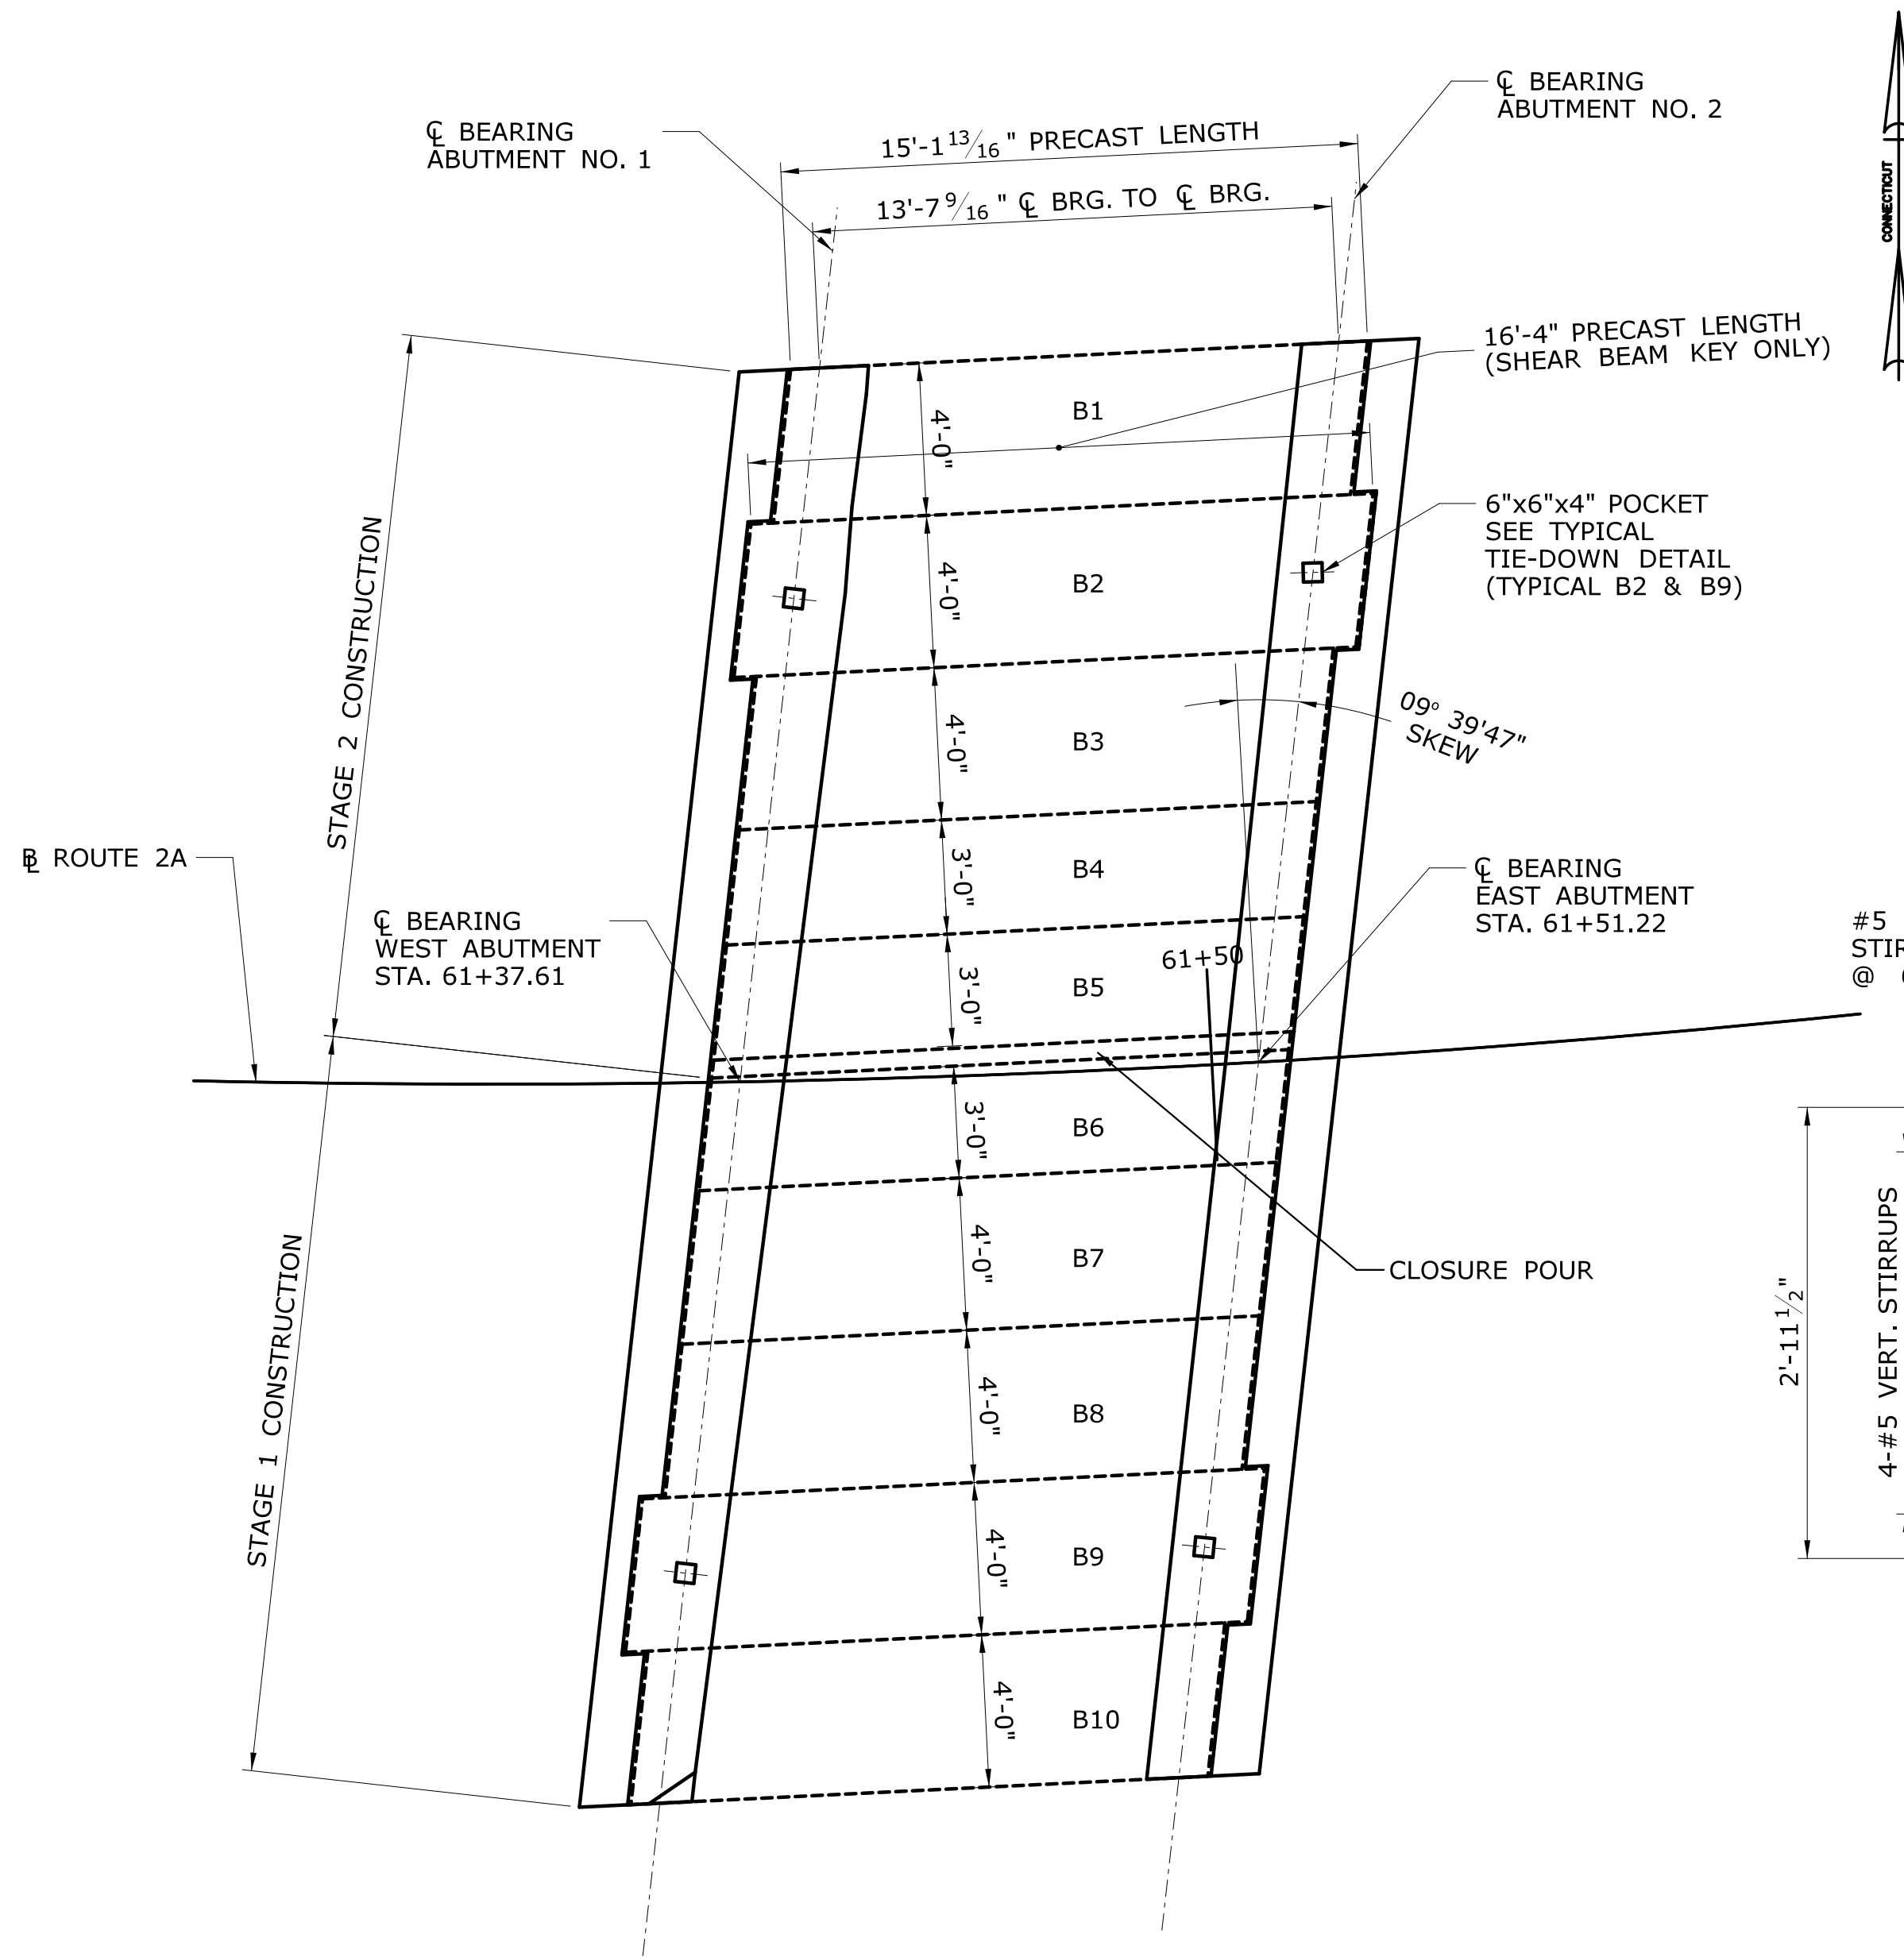 ℄ BEARING
ABUTMENT NO. 2
℄ BEARING
ABUTMENT NO. 1
15'-1 13/16" PRECAST LENGTH
13'-7 9/16" ℄ BRG. TO ℄ BRG.
CONNECTICUT
16'-4" PRECAST LENGTH
(SHEAR BEAM KEY ONLY)
B1
4'-0"
6"x6"x4" POCKET
SEE TYPICAL
TIE-DOWN DETAIL
(TYPICAL B2 & B9)
B2
4'-0"
STAGE 2 CONSTRUCTION
B3
4'-0"
09° 39'47"
SKEW
BL ROUTE 2A
B4
3'-0"
℄ BEARING
WEST ABUTMENT
STA. 61+37.61
℄ BEARING
EAST ABUTMENT
STA. 61+51.22
61+50
B5
3'-0"
#5
@
B6
3'-0"
B7
4'-0"
CLOSURE POUR
STAGE 1 CONSTRUCTION
2'-11 1/2"
4-#5 VERT. STIRRUPS
B8
4'-0"
B9
4'-0"
B10
4'-0"